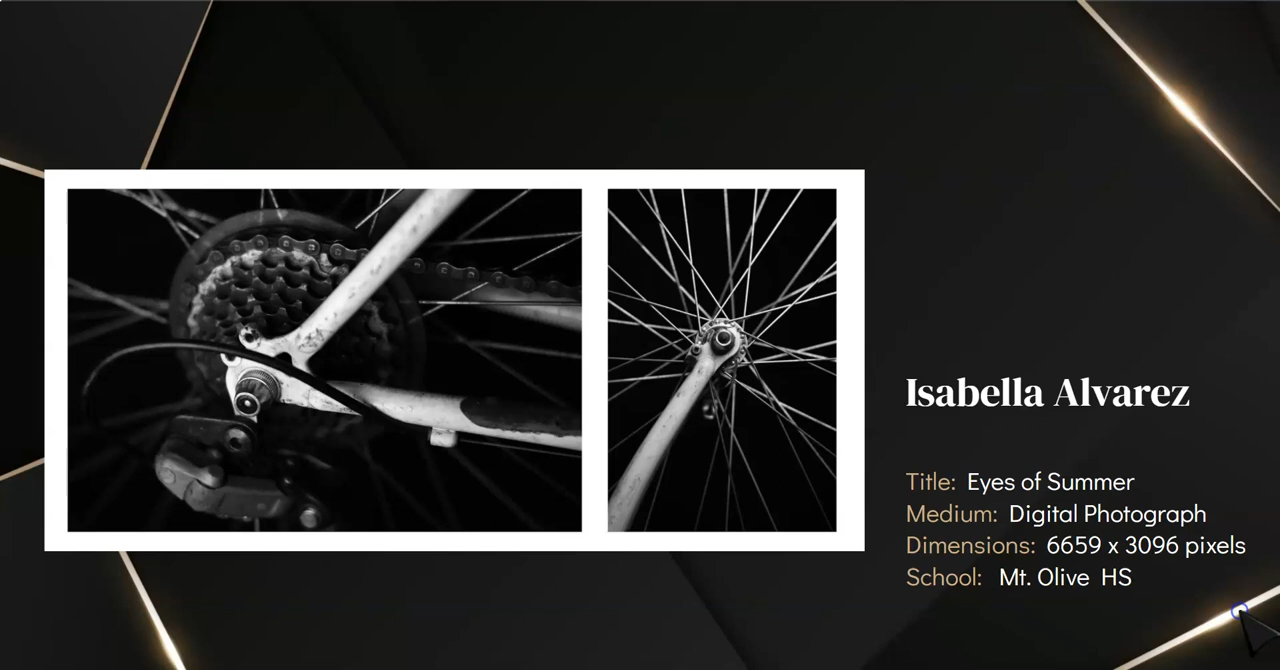 Isabella Alvarez
Title: Eyes of Summer
Medium: Digital Photograph
Dimensions: 6659 x 3096 pixels
School: Mt. Olive HS